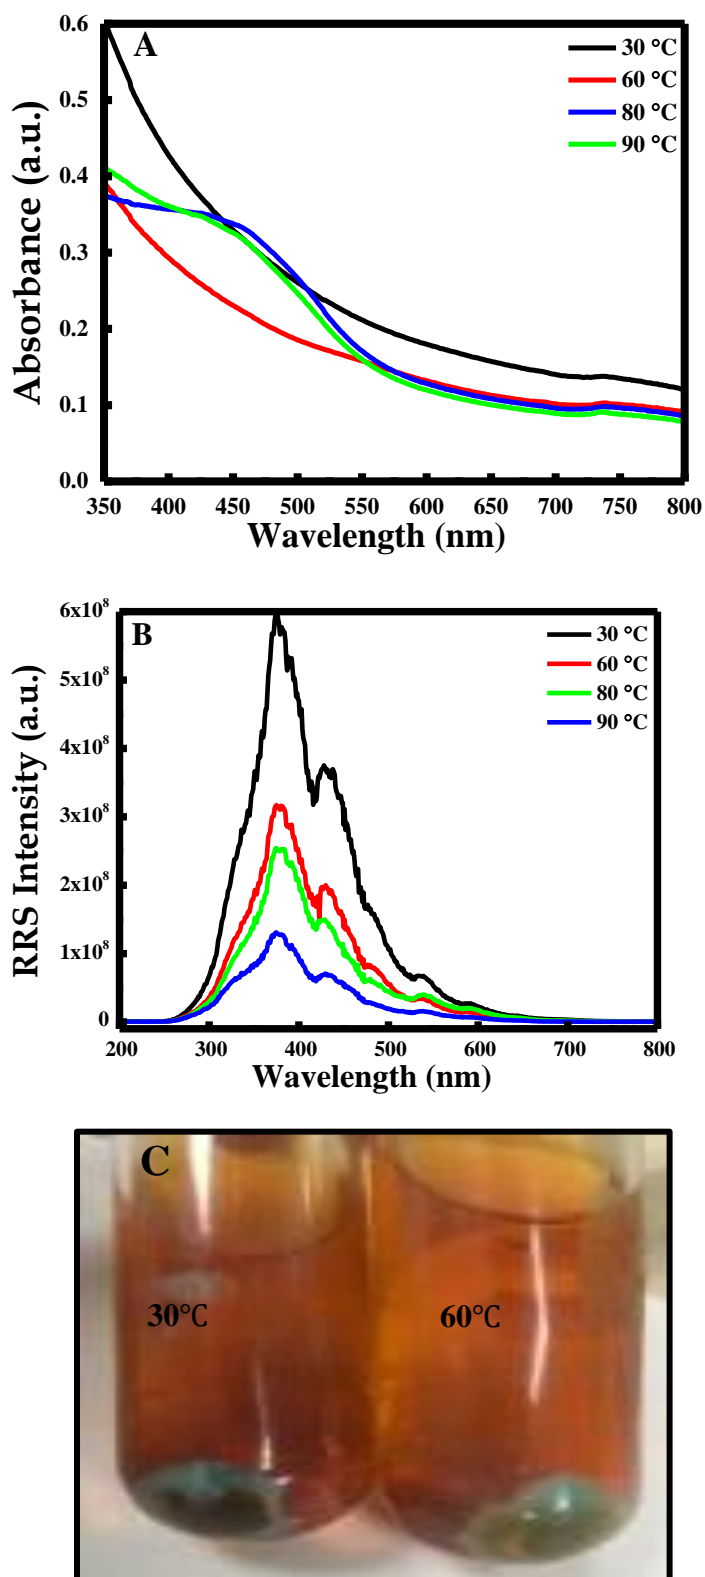 A
30 °C
60 °C
80 °C
90 °C
0.6
0.5
0.4
0.3
0.2
0.1
0.0
Absorbance (a.u.)
350 400 450 500 550 600 650 700 750 800
Wavelength (nm)
B
30 °C
60 °C
80 °C
90 °C
6x10⁸
5x10⁸
4x10⁸
3x10⁸
2x10⁸
1x10⁸
0
RRS Intensity (a.u.)
200 300 400 500 600 700 800
Wavelength (nm)
C
30°C 60°C